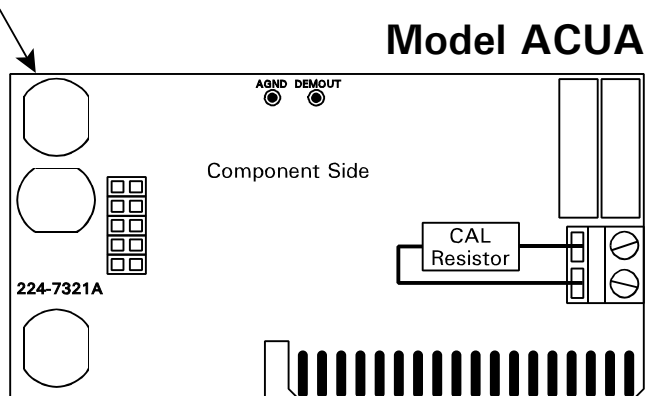 Model ACUA
AGND DEMOUT
Component Side
CAL
Resistor
224-7321A